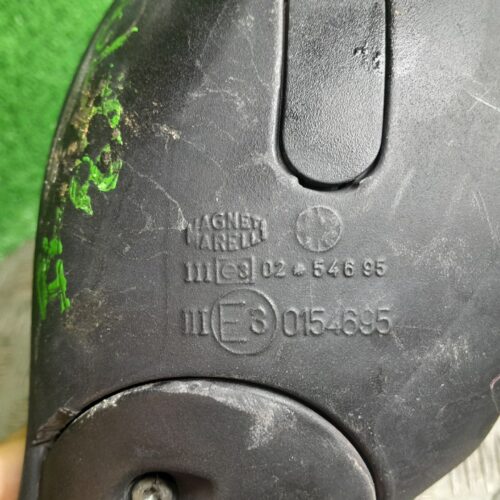 MAGNETI
MARELLI
III e3 02 * 546 95
III E3 0154695